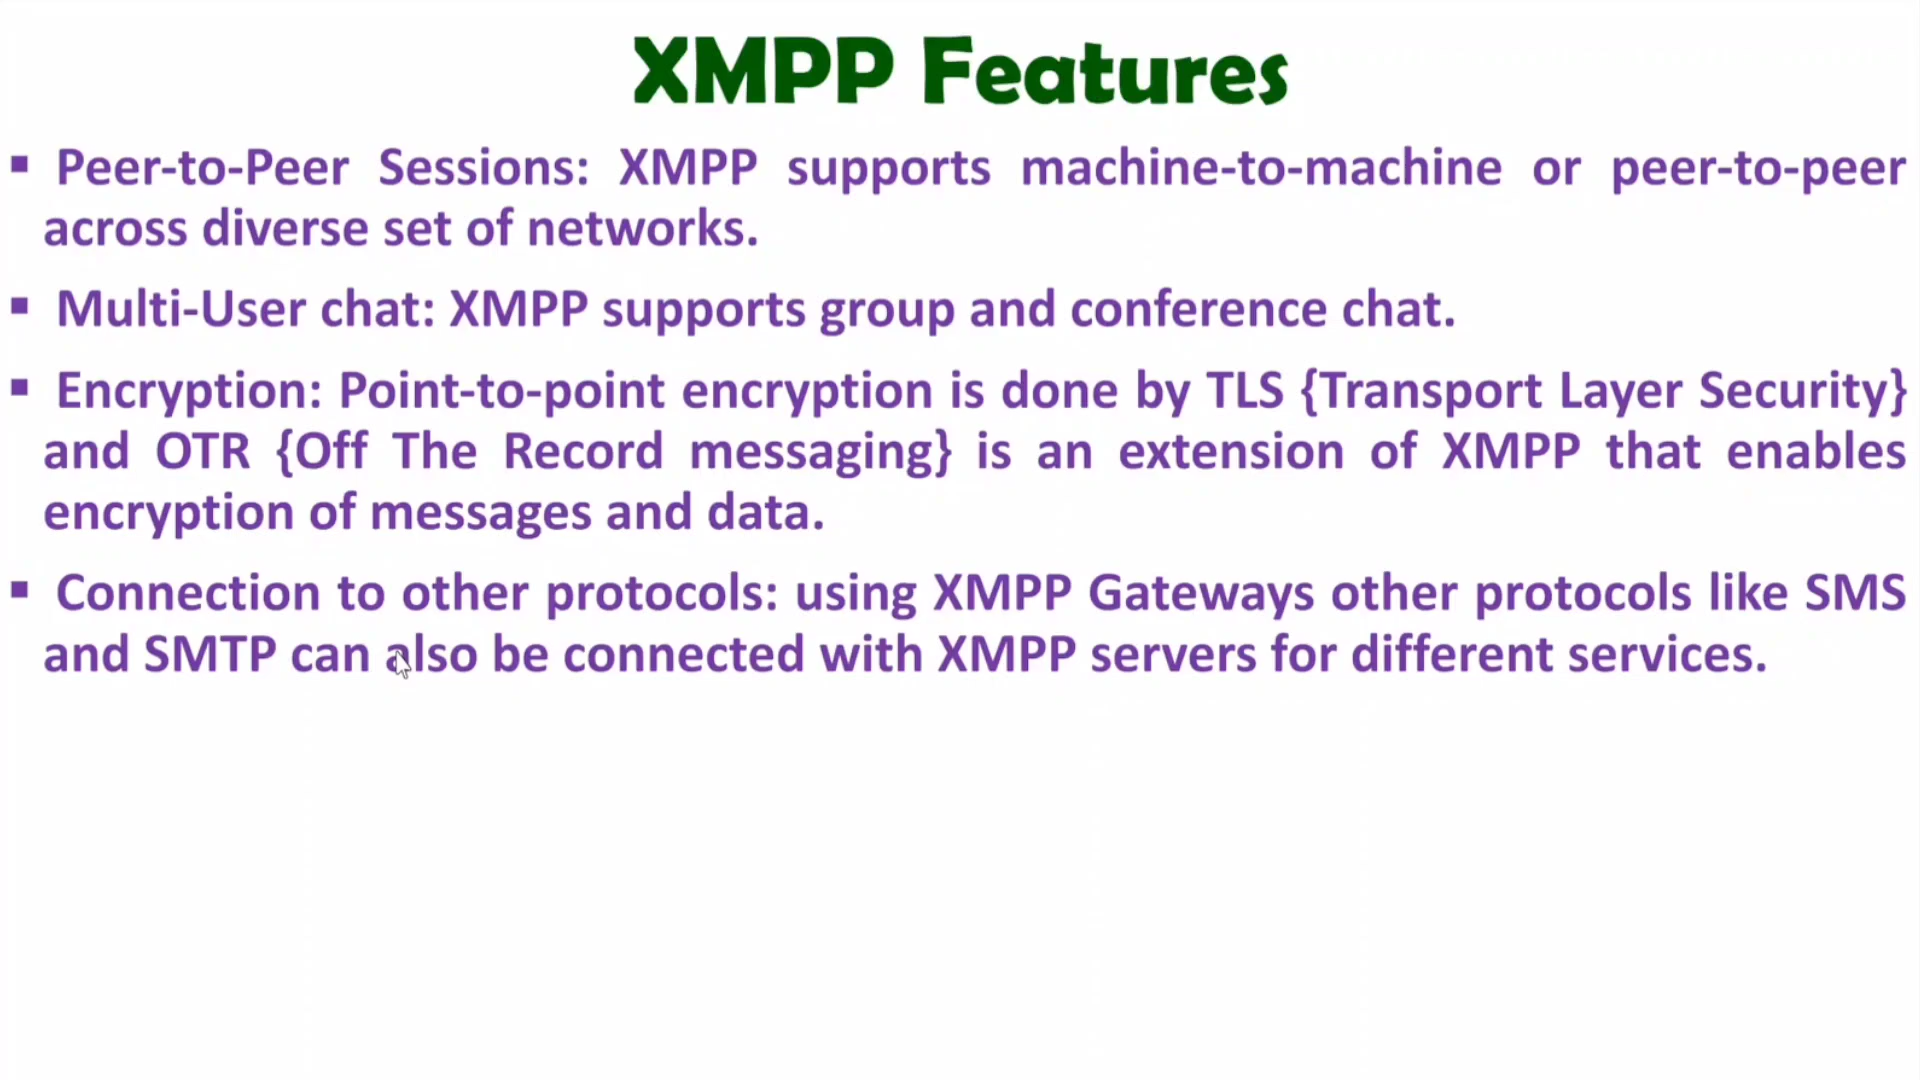 XMPP Features
▪ Peer-to-Peer Sessions: XMPP supports machine-to-machine or peer-to-peer
across diverse set of networks.
▪ Multi-User chat: XMPP supports group and conference chat.
▪ Encryption: Point-to-point encryption is done by TLS {Transport Layer Security}
and OTR {Off The Record messaging} is an extension of XMPP that enables
encryption of messages and data.
▪ Connection to other protocols: using XMPP Gateways other protocols like SMS
and SMTP can also be connected with XMPP servers for different services.